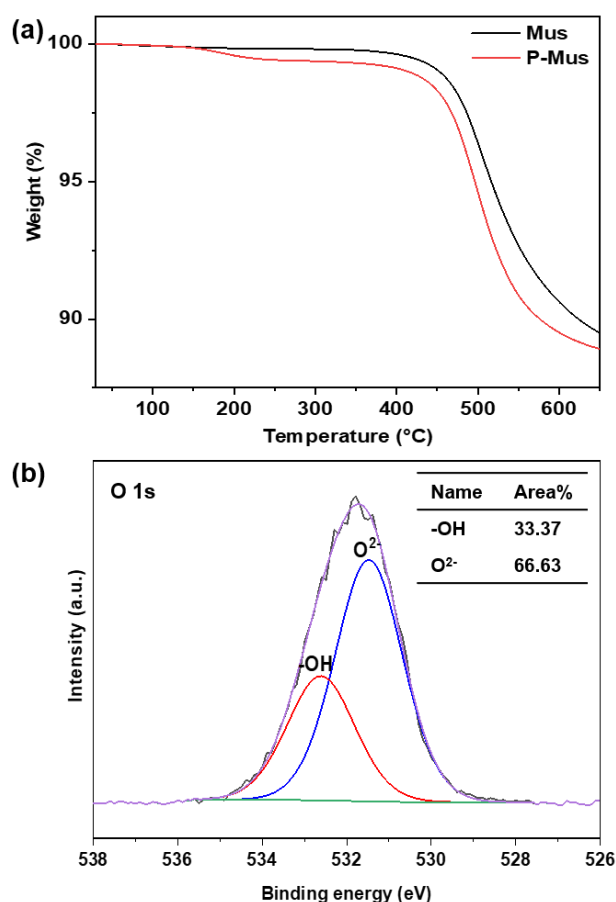 (a)
Mus
P-Mus
100
95
90
Weight (%)
100 200 300 400 500 600
Temperature (°C)
(b)
O 1s
Name Area%
-OH 33.37
O²⁻ 66.63
O²⁻
-OH
Intensity (a.u.)
538 536 534 532 530 528 526
Binding energy (eV)